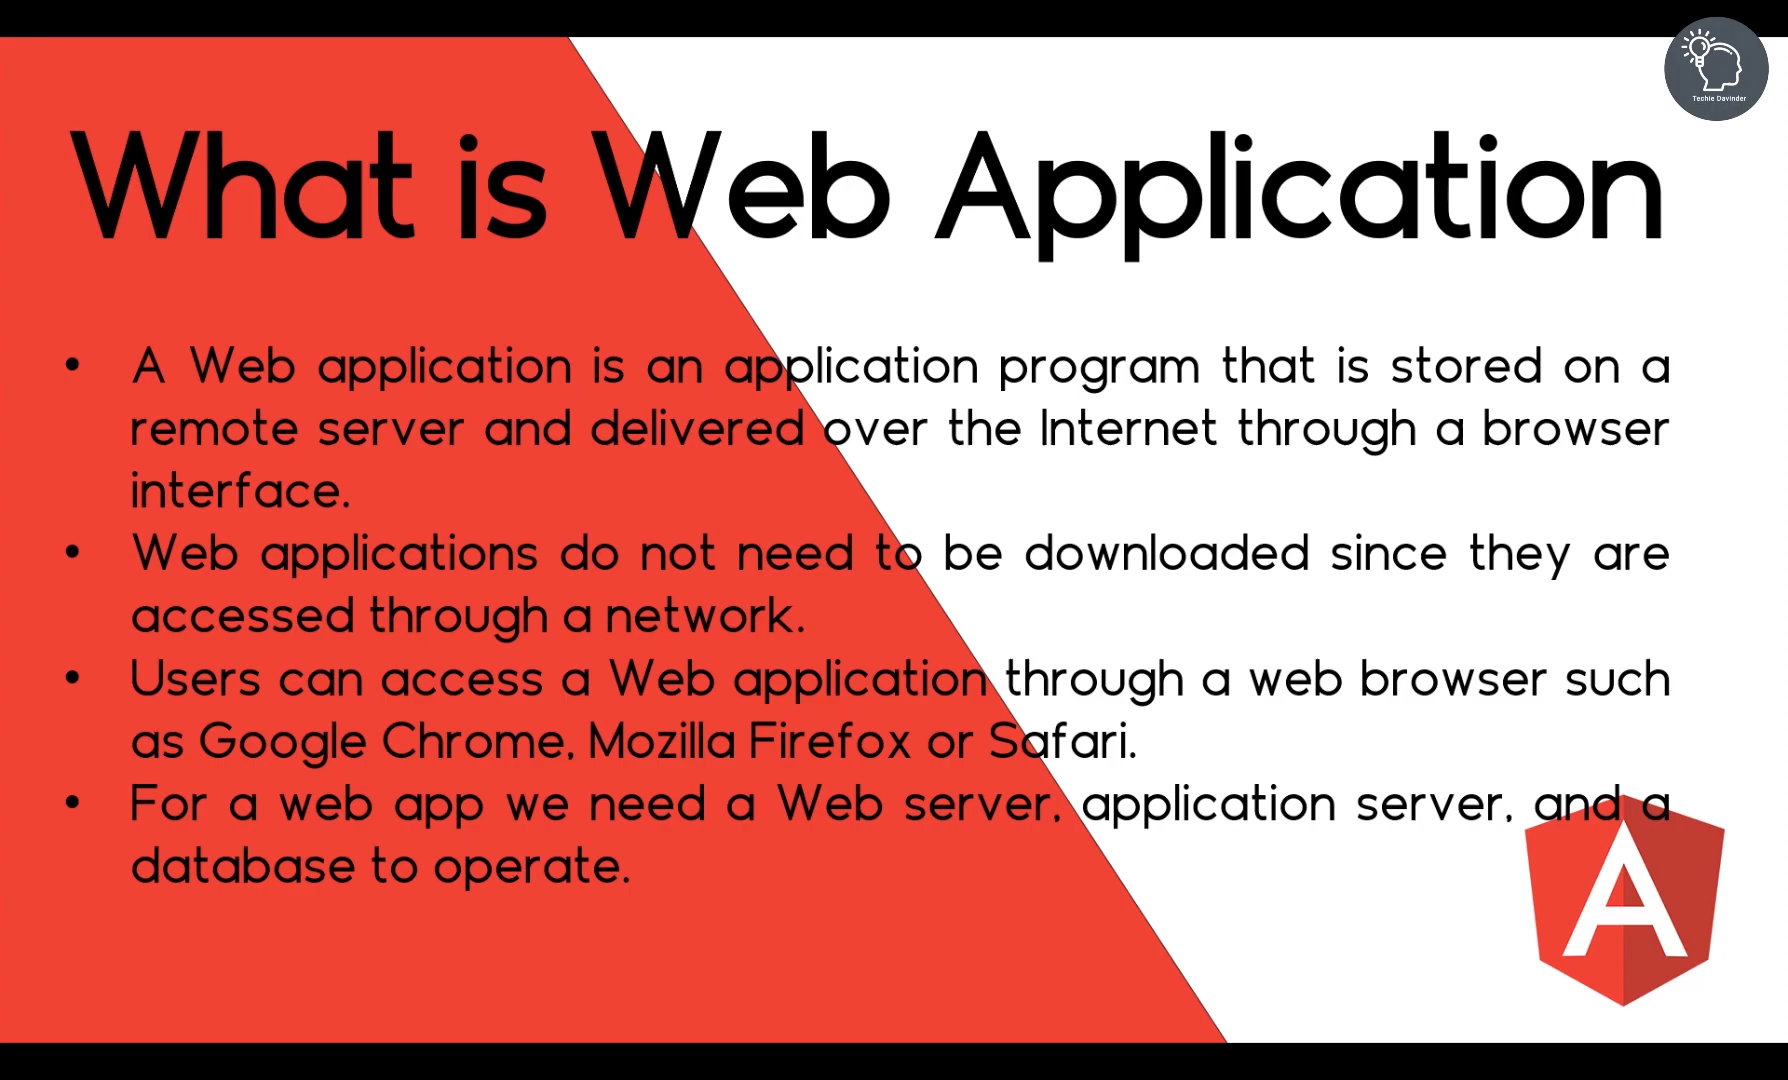 Techie Davinder
What is Web Application
• A Web application is an application program that is stored on a
remote server and delivered over the Internet through a browser
interface.
• Web applications do not need to be downloaded since they are
accessed through a network.
• Users can access a Web application through a web browser such
as Google Chrome, Mozilla Firefox or Safari.
• For a web app we need a Web server, application server, and a
database to operate.
A